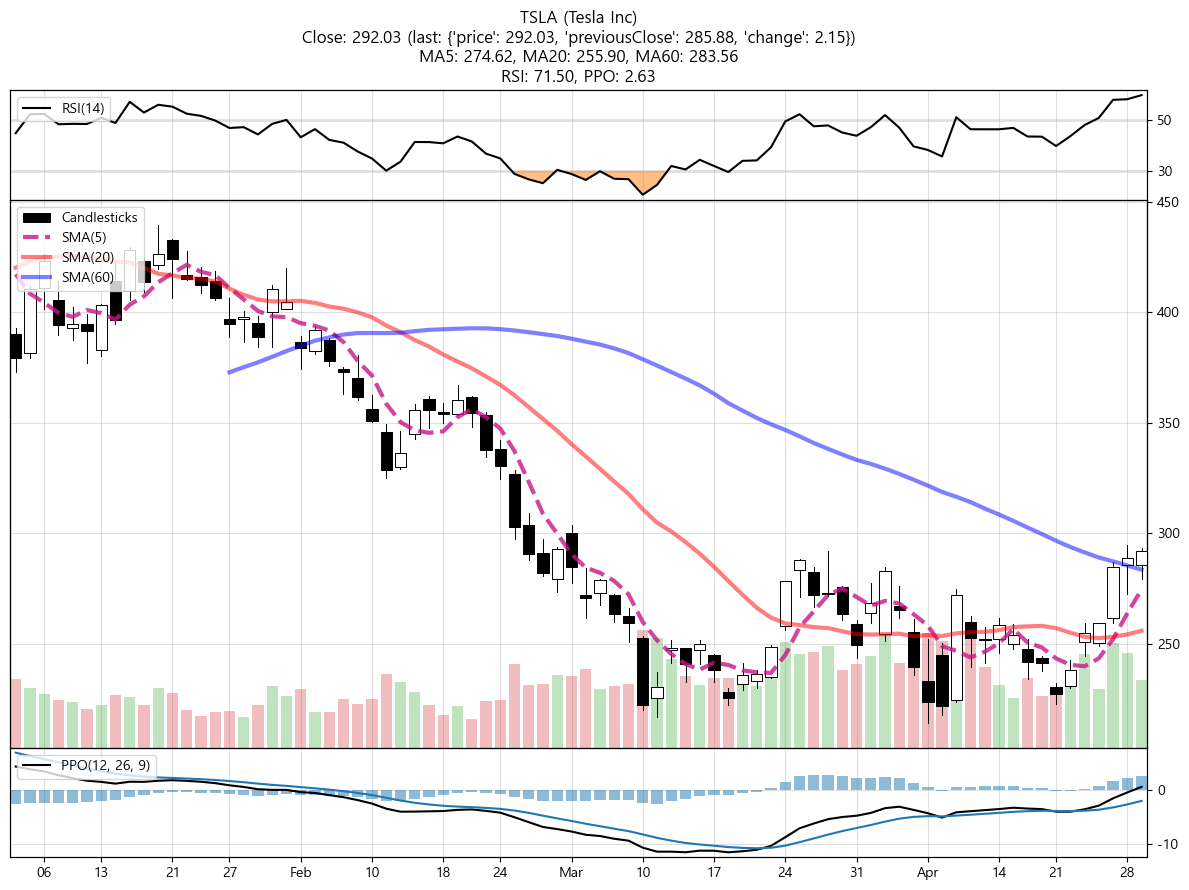 TSLA (Tesla Inc)
Close: 292.03 (last: {'price': 292.03, 'previousClose': 285.88, 'change': 2.15})
MA5: 274.62, MA20: 255.90, MA60: 283.56
RSI: 71.50, PPO: 2.63
RSI(14)
50
30
450
Candlesticks
SMA(5)
SMA(20)
SMA(60)
400
350
300
250
PPO(12, 26, 9)
0
-10
06 13 21 27 Feb 10 18 24 Mar 10 17 24 31 Apr 14 21 28